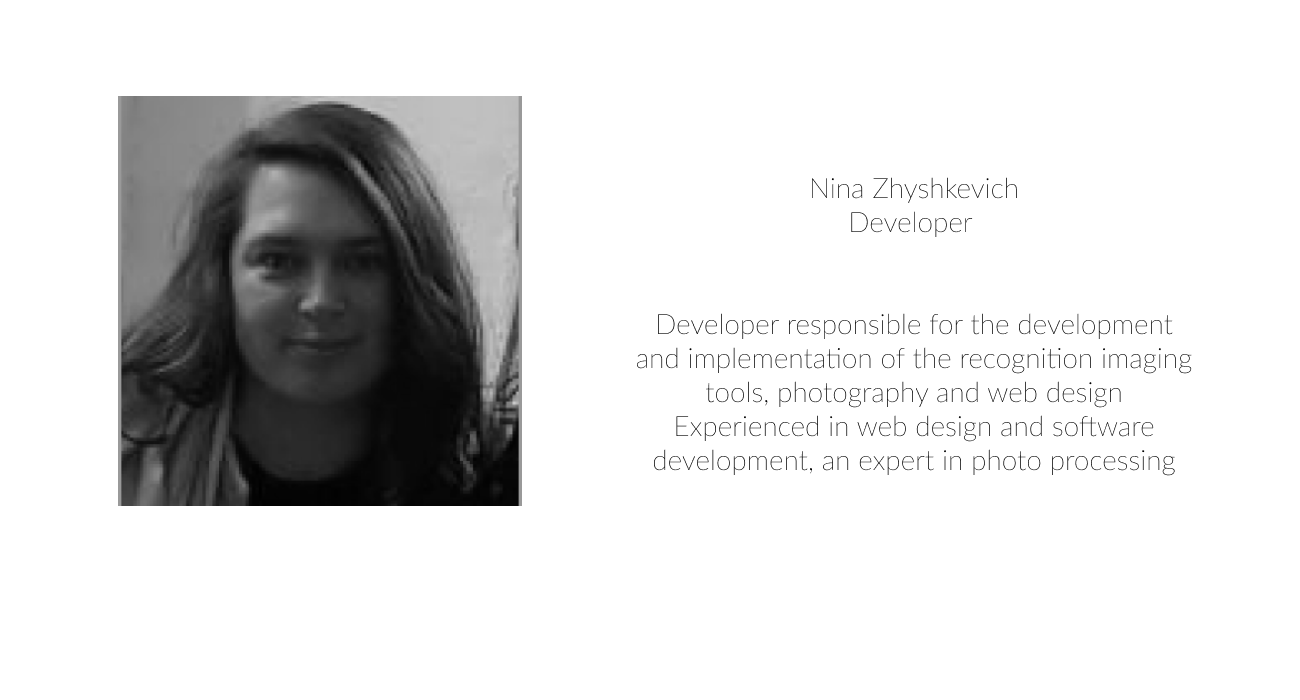 Nina Zhyshkevich
Developer
Developer responsible for the development
and implementation of the recognition imaging
tools, photography and web design
Experienced in web design and software
development, an expert in photo processing